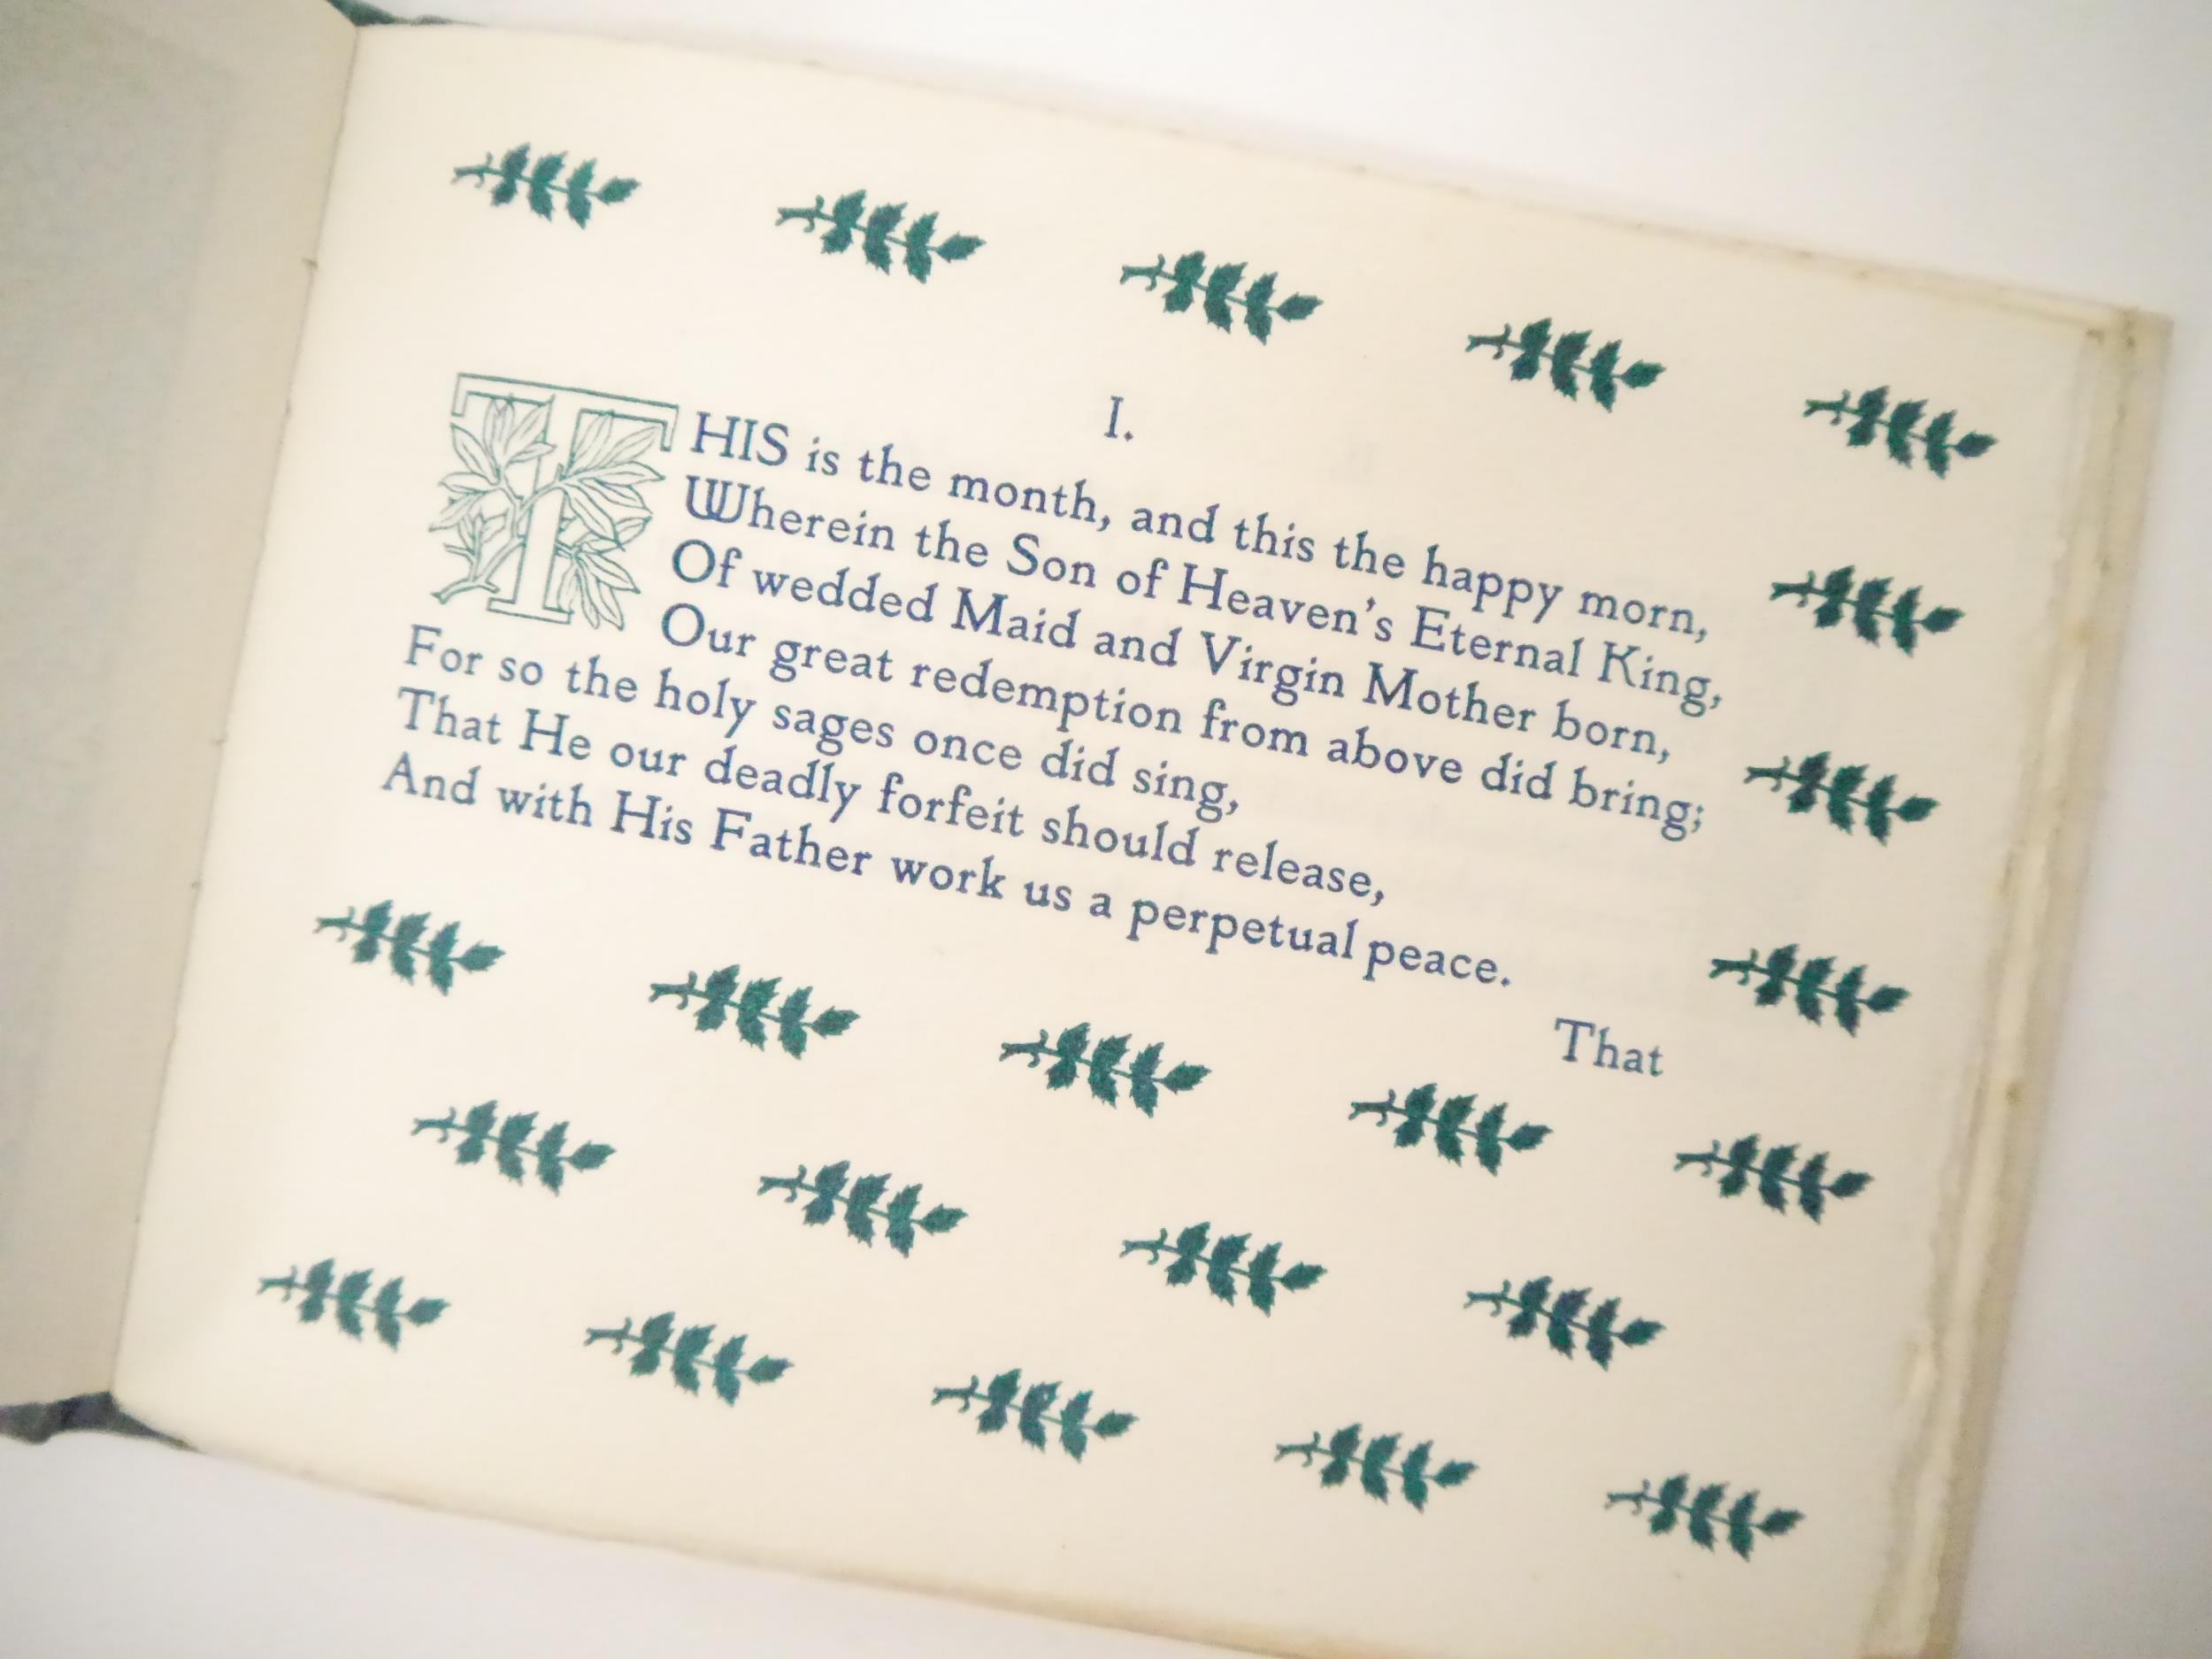 I.
THIS is the month, and this the happy morn,
Wherein the Son of Heaven's Eternal King,
Of wedded Maid and Virgin Mother born,
Our great redemption from above did bring;
For so the holy sages once did sing,
That He our deadly forfeit should release,
And with His Father work us a perpetual peace.
That